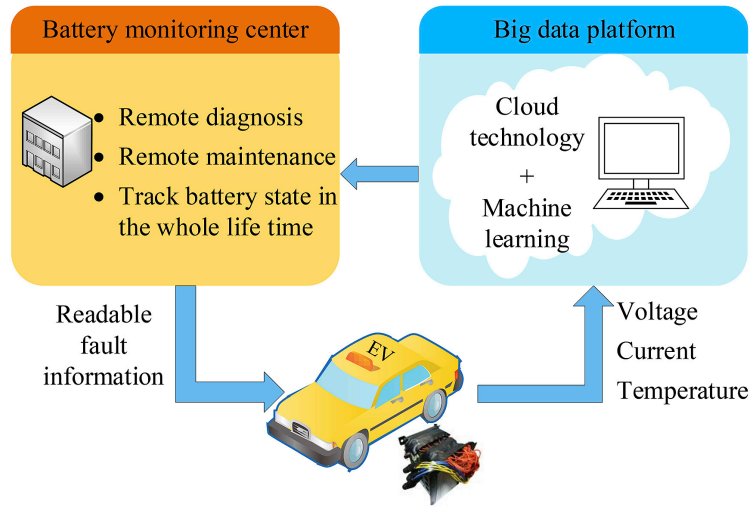 Battery monitoring center
Big data platform
• Remote diagnosis
• Remote maintenance
• Track battery state in
the whole life time
Cloud
technology
+
Machine
learning
Readable
fault
information
EV
Voltage
Current
Temperature